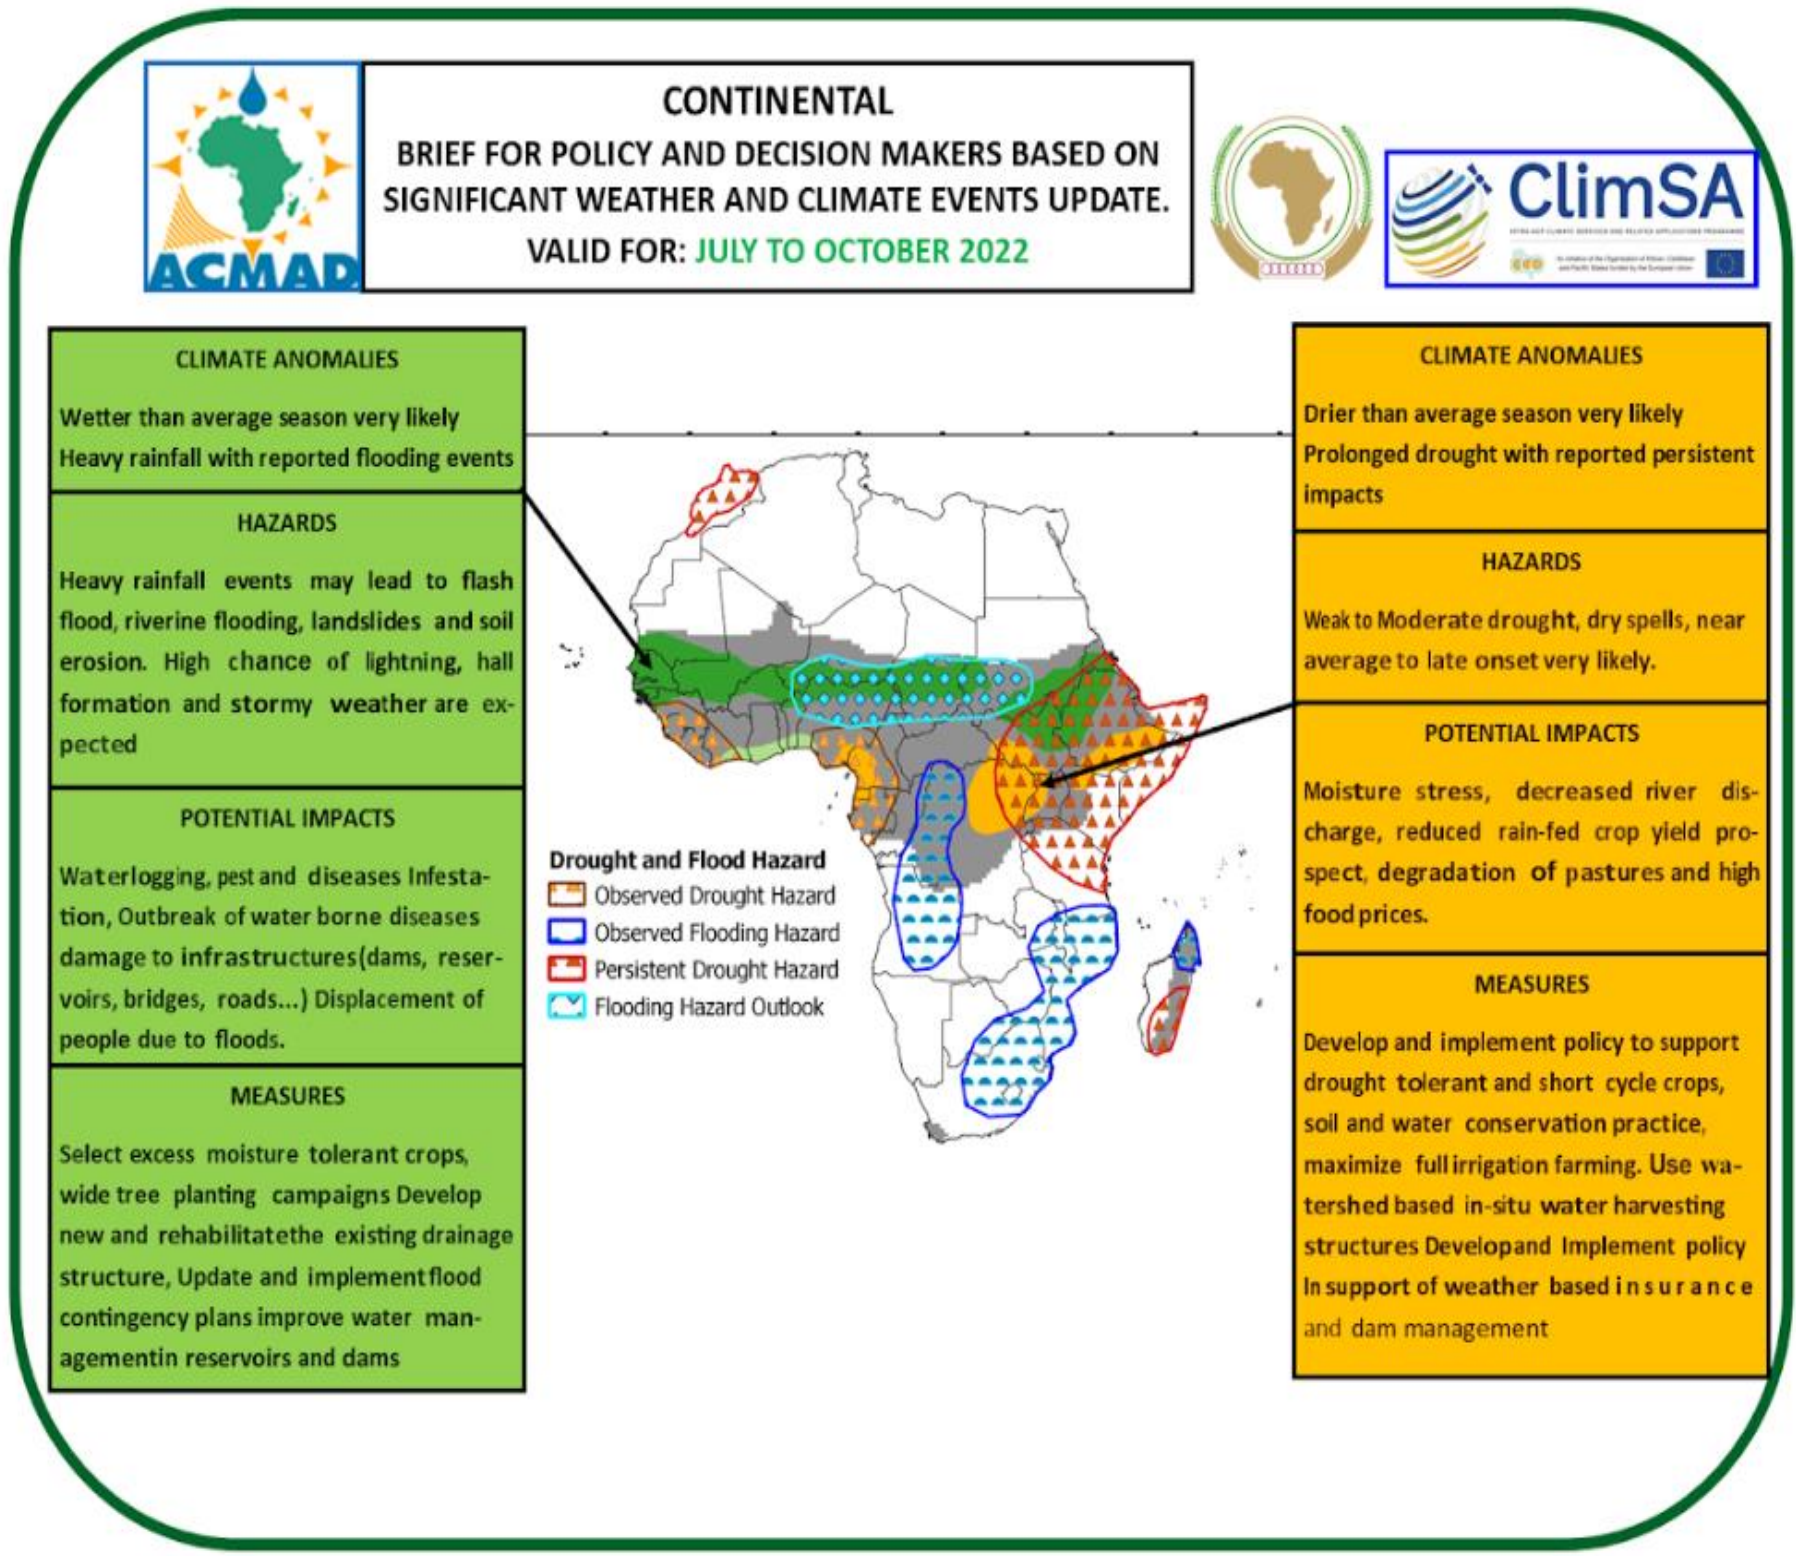 ACMAD
CONTINENTAL
BRIEF FOR POLICY AND DECISION MAKERS BASED ON
SIGNIFICANT WEATHER AND CLIMATE EVENTS UPDATE.
VALID FOR: JULY TO OCTOBER 2022
ClimSA
CLIMATE ANOMALIES
Wetter than average season very likely
Heavy rainfall with reported flooding events
HAZARDS
Heavy rainfall events may lead to flash
flood, riverine flooding, landslides and soil
erosion. High chance of lightning, hall
formation and stormy weather are ex-
pected
POTENTIAL IMPACTS
Waterlogging, pest and diseases Infesta-
tion, Outbreak of water borne diseases
damage to infrastructures(dams, reser-
voirs, bridges, roads...) Displacement of
people due to floods.
MEASURES
Select excess moisture tolerant crops,
wide tree planting campaigns Develop
new and rehabilitatethe existing drainage
structure, Update and implement flood
contingency plans improve water man-
agementin reservoirs and dams
Drought and Flood Hazard
Observed Drought Hazard
Observed Flooding Hazard
Persistent Drought Hazard
Flooding Hazard Outlook
CLIMATE ANOMALIES
Drier than average season very likely
Prolonged drought with reported persistent
impacts
HAZARDS
Weak to Moderate drought, dry spells, near
average to late onset very likely.
POTENTIAL IMPACTS
Moisture stress, decreased river dis-
charge, reduced rain-fed crop yield pro-
spect, degradation of pastures and high
food prices.
MEASURES
Develop and implement policy to support
drought tolerant and short cycle crops,
soil and water conservation practice,
maximize full irrigation farming. Use wa-
tershed based in-situ water harvesting
structures Developand Implement policy
In support of weather based insurance
and dam management